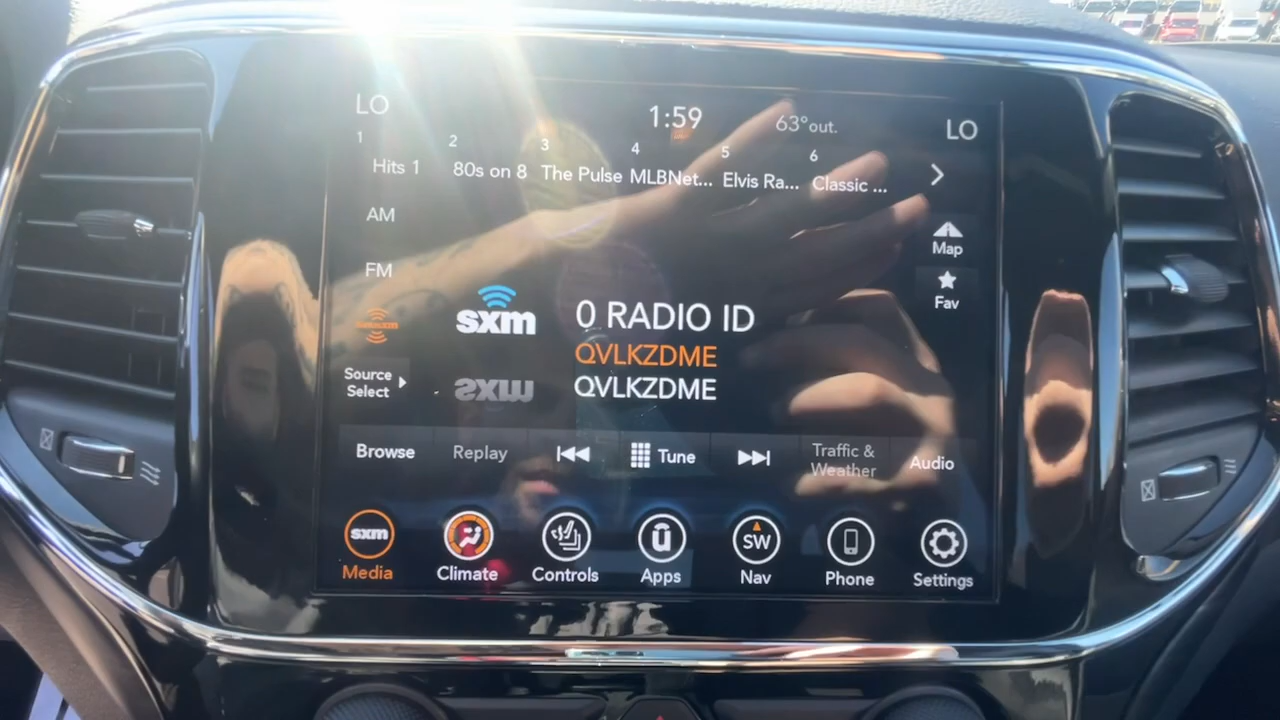 LO 1:59 63°out. LO
1 2 3 4 5 6
Hits 1 80s on 8 The Pulse MLBNet... Elvis Ra... Classic ...
AM
Map
FM
Fav
sxm 0 RADIO ID
SiriusXM QVLKZDME
Source
Select
sxm QVLKZDME
Browse Replay Tune Traffic &
Weather Audio
sxm SW
Media Climate Controls Apps Nav Phone Settings